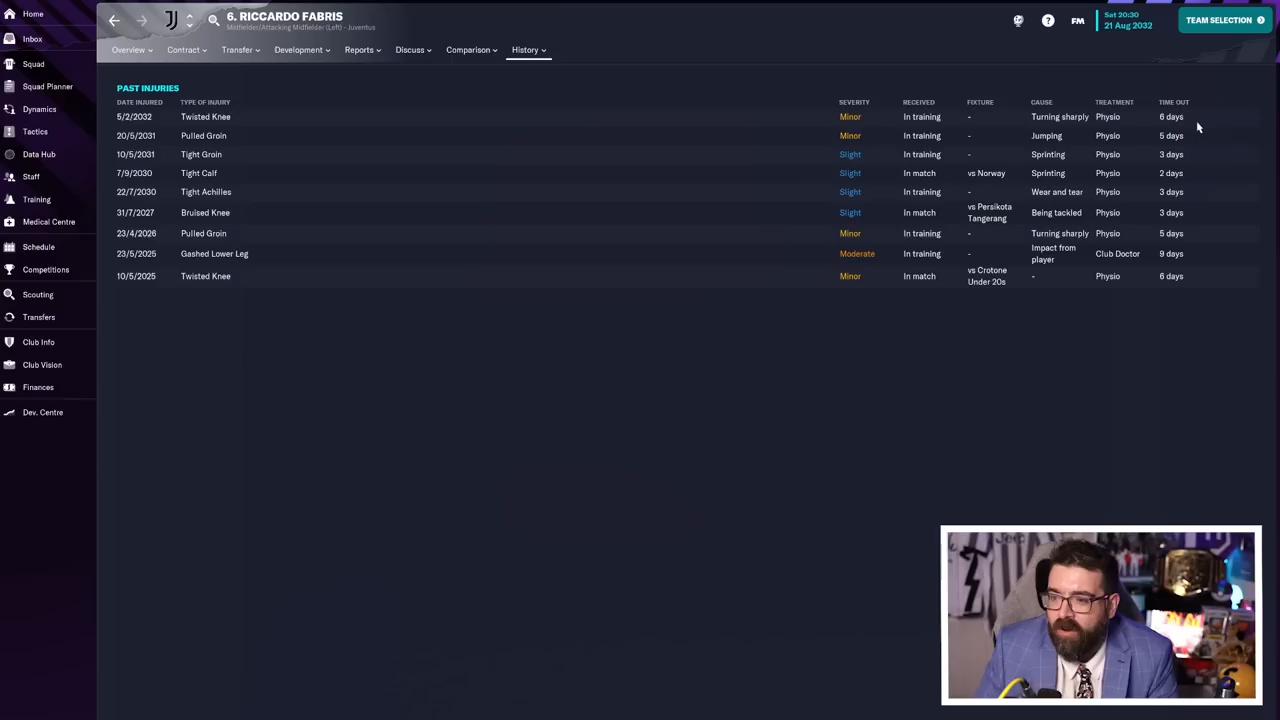 6. RICCARDO FABRIS
Midfielder/Attacking Midfielder (Left) - Juventus
FM
Sat 20:30
21 Aug 2032
TEAM SELECTION
Home
Inbox
Squad
Squad Planner
Dynamics
Tactics
Data Hub
Staff
Training
Medical Centre
Schedule
Competitions
Scouting
Transfers
Club Info
Club Vision
Finances
Dev. Centre
Overview Contract Transfer Development Reports Discuss Comparison History
PAST INJURIES
DATE INJURED TYPE OF INJURY SEVERITY RECEIVED FIXTURE CAUSE TREATMENT TIME OUT
5/2/2032 Twisted Knee Minor In training - Turning sharply Physio 6 days
20/5/2031 Pulled Groin Minor In training - Jumping Physio 5 days
10/5/2031 Tight Groin Slight In training - Sprinting Physio 3 days
7/9/2030 Tight Calf Slight In match vs Norway Sprinting Physio 2 days
22/7/2030 Tight Achilles Slight In training - Wear and tear Physio 3 days
31/7/2027 Bruised Knee Slight In match vs Persikota Tangerang Being tackled Physio 3 days
23/4/2026 Pulled Groin Minor In training - Turning sharply Physio 5 days
23/5/2025 Gashed Lower Leg Moderate In training - Impact from player Club Doctor 9 days
10/5/2025 Twisted Knee Minor In match vs Crotone Under 20s - Physio 6 days
Jeep